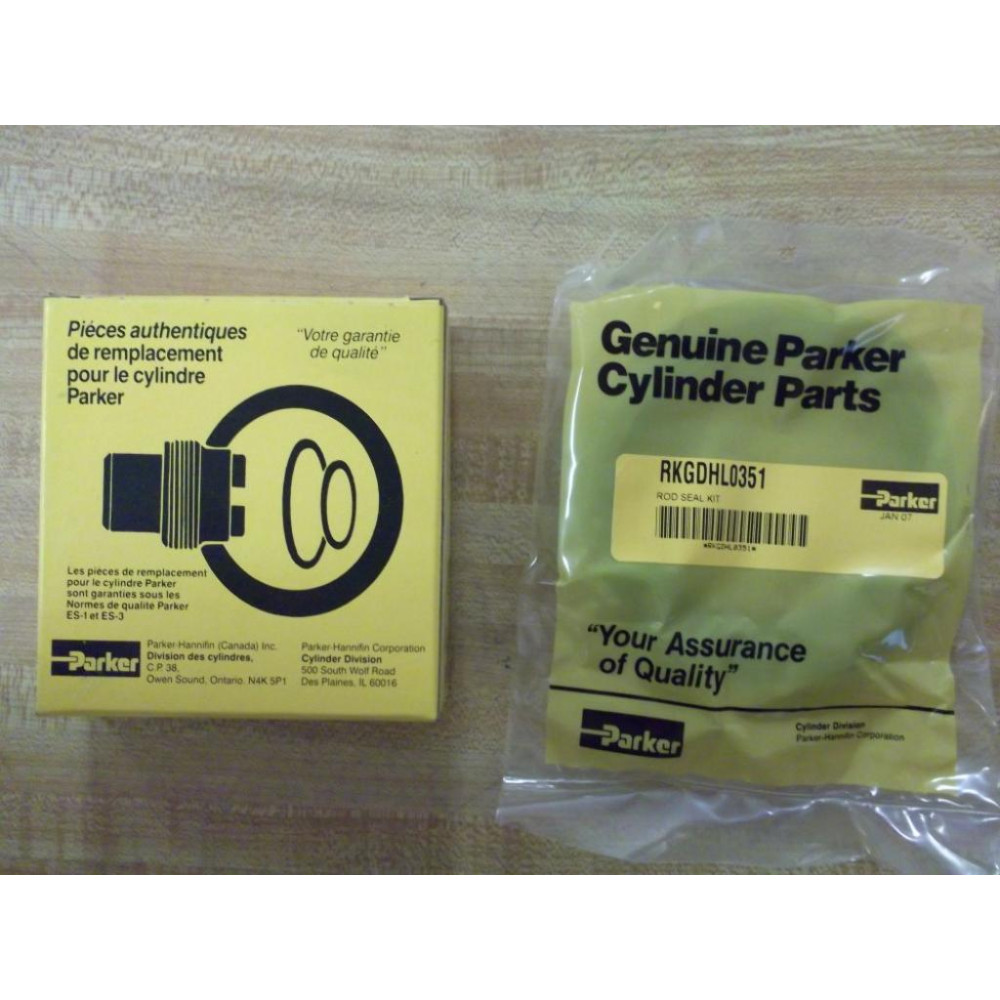 Piéces authentiques
de remplacement
pour le cylindre
Parker
"Votre garantie
de qualité"
Les pièces de remplacement
pour le cylindre Parker
sont garanties sous les
Normes de qualite Parker
ES-1 et ES-3
Parker
Parker-Hannifin (Canada) Inc.
Division des cylindres,
C.P. 38,
Owen Sound, Ontario, N4K 5P1
Parker-Hannifin Corporation
Cylinder Division
500 South Wolf Road
Des Plaines, IL 60016
Genuine Parker
Cylinder Parts
RKGDHL0351
ROD SEAL KIT
*RKGDHL0351*
Parker
JAN 07
"Your Assurance
of Quality"
Parker
Cylinder Division
Parker-Hannifin-Corporation